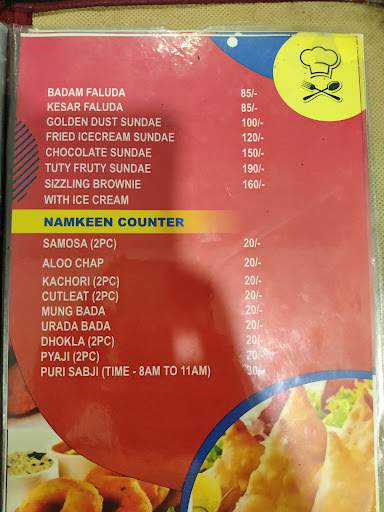 BADAM FALUDA 85/-
KESAR FALUDA 85/-
GOLDEN DUST SUNDAE 100/-
FRIED ICECREAM SUNDAE 120/-
CHOCOLATE SUNDAE 150/-
TUTY FRUTY SUNDAE 190/-
SIZZLING BROWNIE 160/-
WITH ICE CREAM
NAMKEEN COUNTER
SAMOSA (2PC) 20/-
ALOO CHAP 20/-
KACHORI (2PC) 20/-
CUTLEAT (2PC) 20/-
MUNG BADA 20/-
URADA BADA 20/-
DHOKLA (2PC) 20/-
PYAJI (2PC) 20/-
PURI SABJI (TIME - 8AM TO 11AM) 30/-